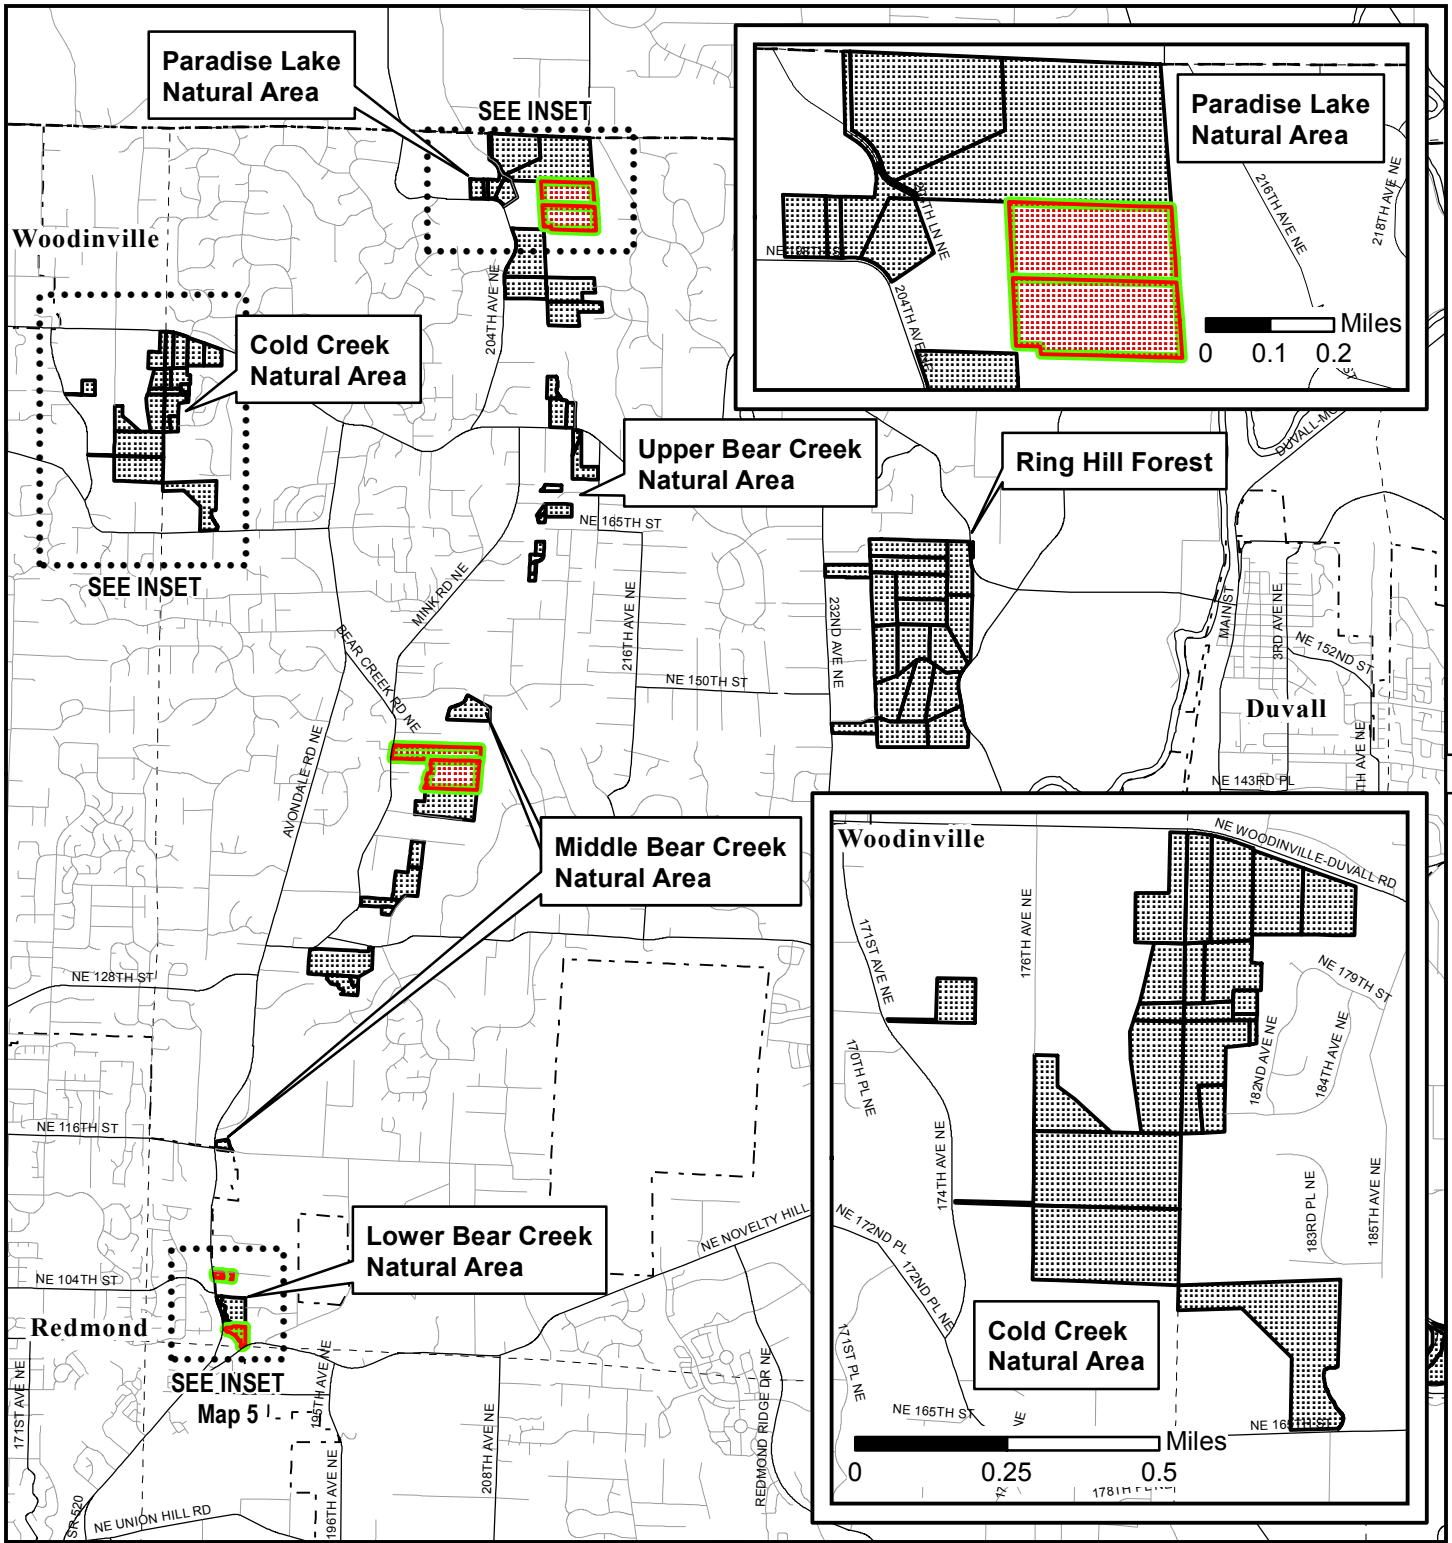 Paradise Lake
Natural Area
SEE INSET
Woodinville
204TH AVE NE
Cold Creek
Natural Area
SEE INSET
Paradise Lake
Natural Area
216TH AVE NE
218TH AVE NE
NE 198TH ST
204TH AVE NE
Miles
0 0.1 0.2
Upper Bear Creek
Natural Area
Ring Hill Forest
NE 165TH ST
MINK RD NE
BEAR CREEK RD NE
216TH AVE NE
232ND AVE NE
NE 150TH ST
MAIN ST
3RD AVE NE
NE 152ND ST
Duvall
NE 143RD PL
AVONDALE RD NE
Middle Bear Creek
Natural Area
NE 128TH ST
NE 116TH ST
Lower Bear Creek
Natural Area
NE NOVELTY HILL
NE 104TH ST
Redmond
SEE INSET
Map 5
171ST AVE NE
195TH AVE NE
196TH AVE NE
208TH AVE NE
REDMOND RIDGE DR NE
SR 520
NE UNION HILL RD
Woodinville
NE WOODINVILLE-DUVALL RD
171ST AVE NE
176TH AVE NE
NE 179TH ST
182ND AVE NE
184TH AVE NE
170TH PL NE
174TH AVE NE
183RD PL NE
185TH AVE NE
NE 172ND PL
172ND PL NE
171ST PL NE
Cold Creek
Natural Area
NE 165TH ST
NE 165TH ST
Miles
0 0.25 0.5